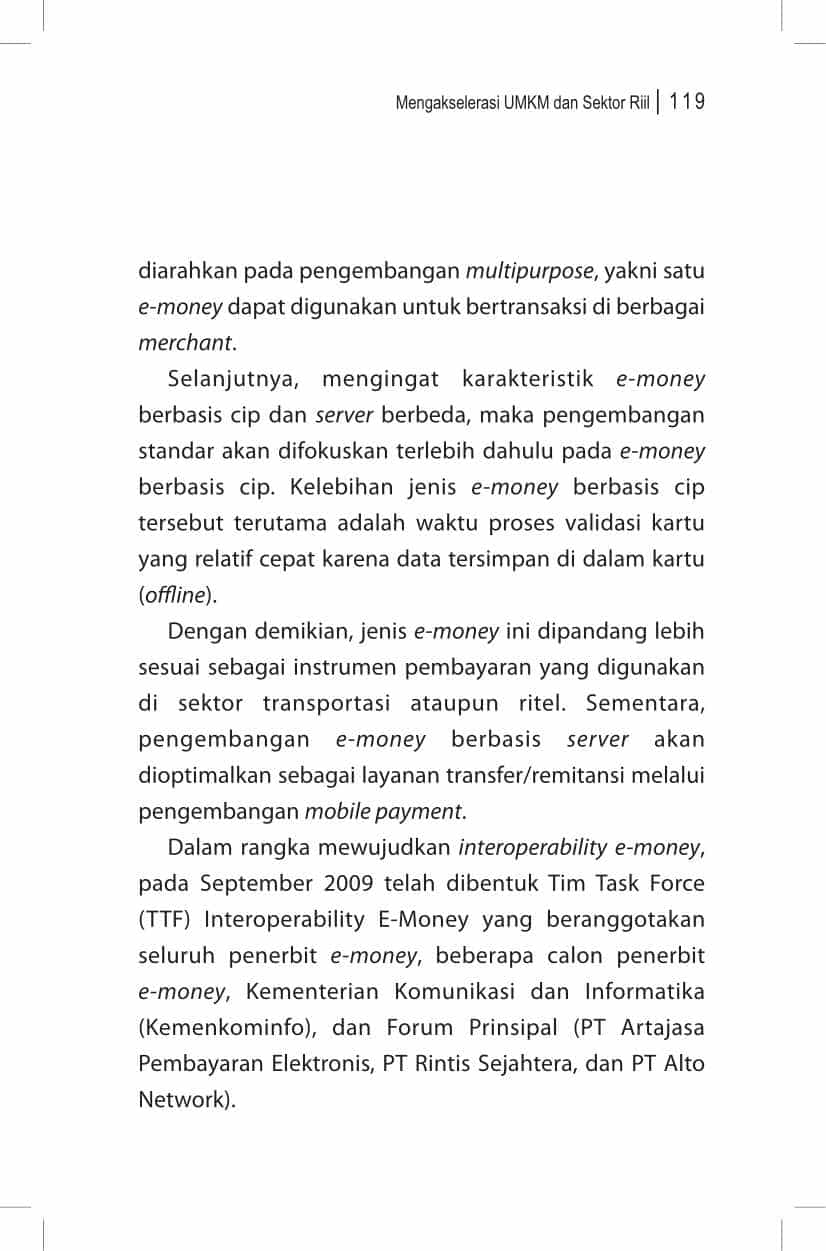 Mengakselerasi UMKM dan Sektor Riil | 119
diarahkan pada pengembangan multipurpose, yakni satu
e-money dapat digunakan untuk bertransaksi di berbagai
merchant.
Selanjutnya, mengingat karakteristik e-money
berbasis cip dan server berbeda, maka pengembangan
standar akan difokuskan terlebih dahulu pada e-money
berbasis cip. Kelebihan jenis e-money berbasis cip
tersebut terutama adalah waktu proses validasi kartu
yang relatif cepat karena data tersimpan di dalam kartu
(offline).
Dengan demikian, jenis e-money ini dipandang lebih
sesuai sebagai instrumen pembayaran yang digunakan
di sektor transportasi ataupun ritel. Sementara,
pengembangan e-money berbasis server akan
dioptimalkan sebagai layanan transfer/remitansi melalui
pengembangan mobile payment.
Dalam rangka mewujudkan interoperability e-money,
pada September 2009 telah dibentuk Tim Task Force
(TTF) Interoperability E-Money yang beranggotakan
seluruh penerbit e-money, beberapa calon penerbit
e-money, Kementerian Komunikasi dan Informatika
(Kemenkominfo), dan Forum Prinsipal (PT Artajasa
Pembayaran Elektronis, PT Rintis Sejahtera, dan PT Alto
Network).